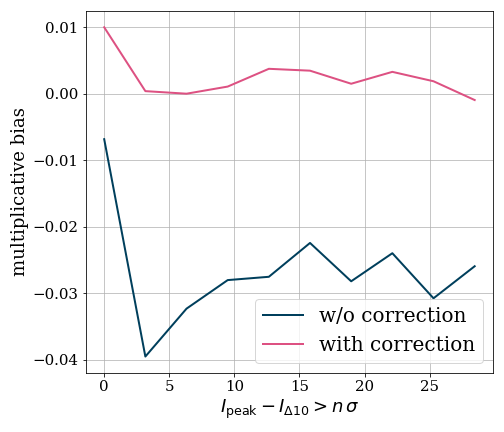 0.01
0.00
−0.01
−0.02
−0.03
−0.04
multiplicative bias
w/o correction
with correction
0 5 10 15 20 25
I_peak − I_Δ10 > n σ